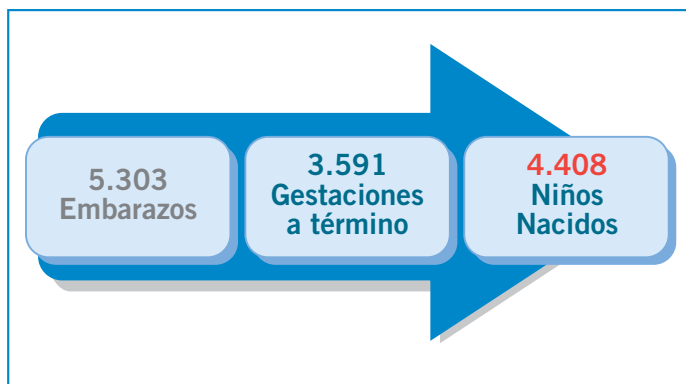 5.303
Embarazos
3.591
Gestaciones
a término
4.408
Niños
Nacidos